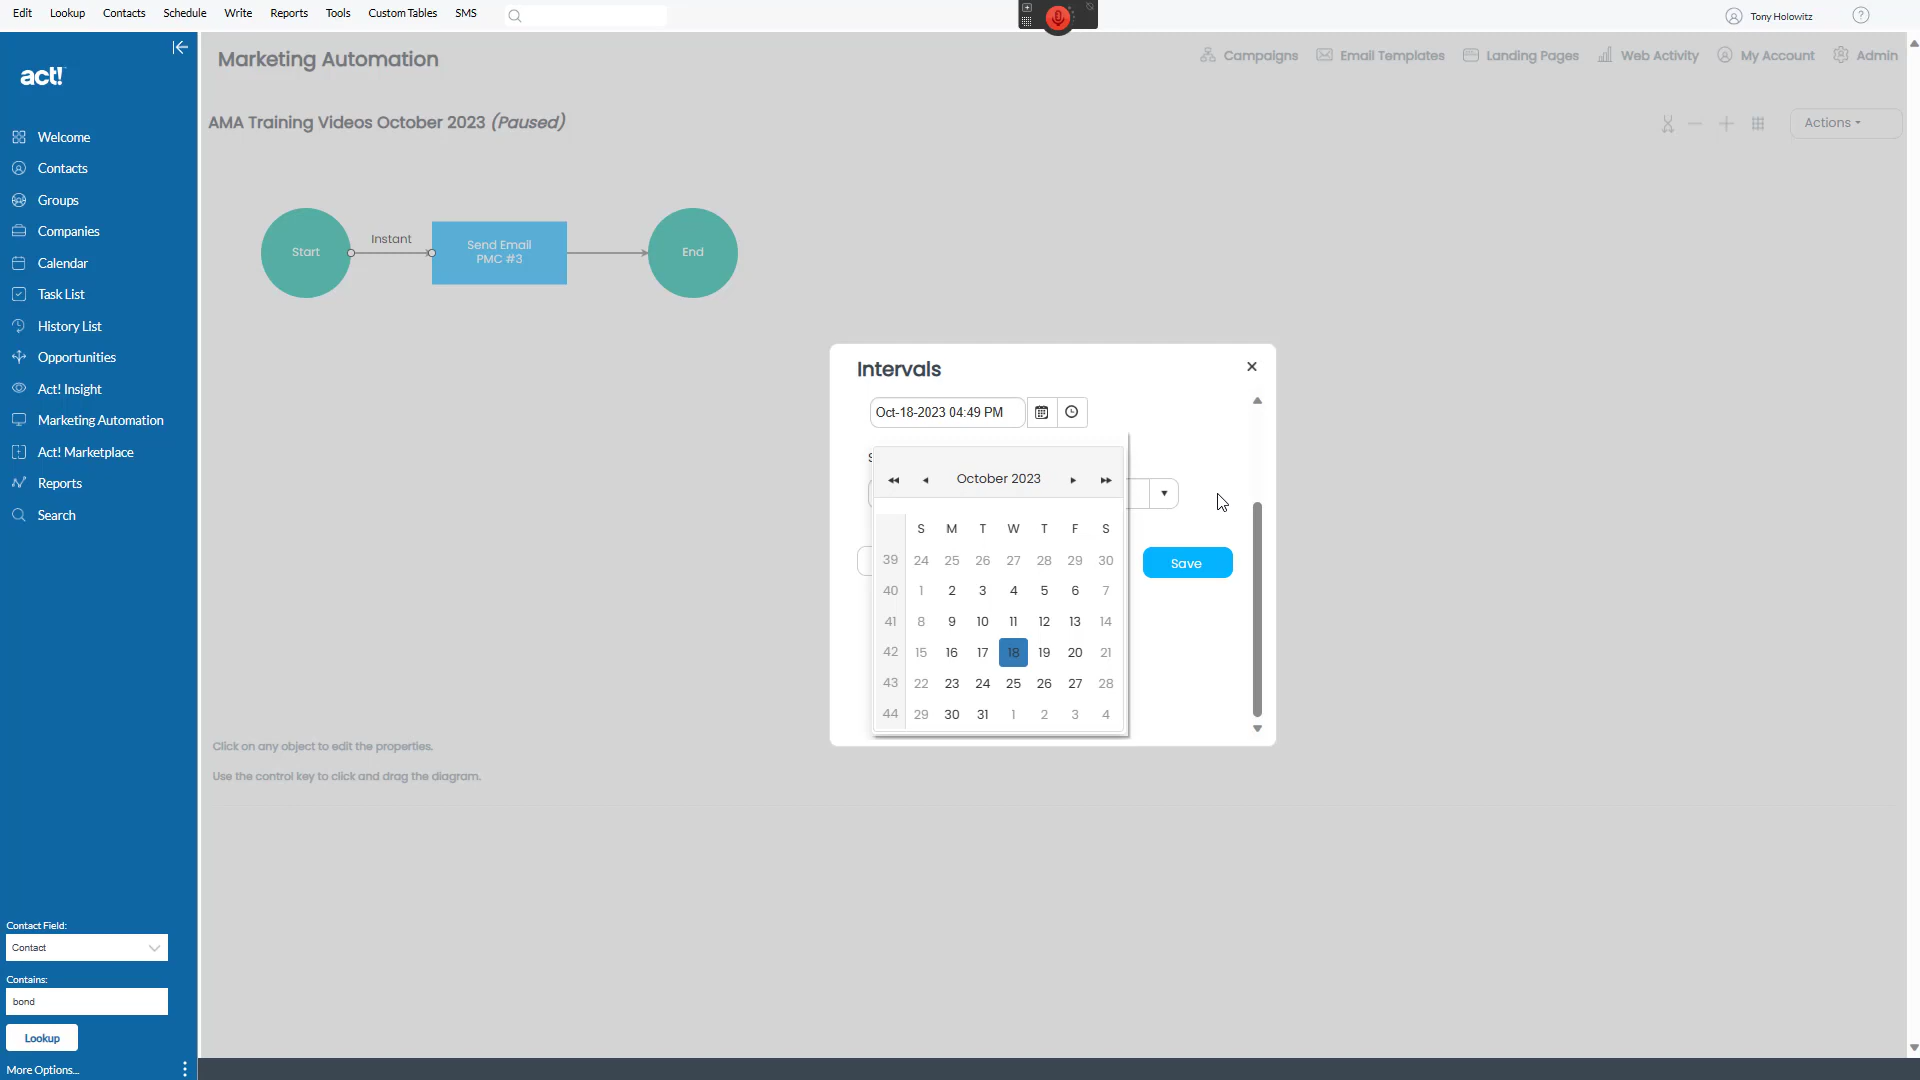 Edit Lookup Contacts Schedule Write Reports Tools Custom Tables SMS
Tony Holowitz
?
act!
Welcome
Contacts
Groups
Companies
Calendar
Task List
History List
Opportunities
Act! Insight
Marketing Automation
Act! Marketplace
Reports
Search
Contact Field:
Contact
Contains:
bond
Lookup
More Options...
Marketing Automation
Campaigns Email Templates Landing Pages Web Activity My Account Admin
AMA Training Videos October 2023 (Paused)
Actions
Start
Instant
Send Email
PMC #3
End
Click on any object to edit the properties.
Use the control key to click and drag the diagram.
Intervals
Oct-18-2023 04:49 PM
October 2023
S M T W T F S
39 24 25 26 27 28 29 30
40 1 2 3 4 5 6 7
41 8 9 10 11 12 13 14
42 15 16 17 18 19 20 21
43 22 23 24 25 26 27 28
44 29 30 31 1 2 3 4
Save